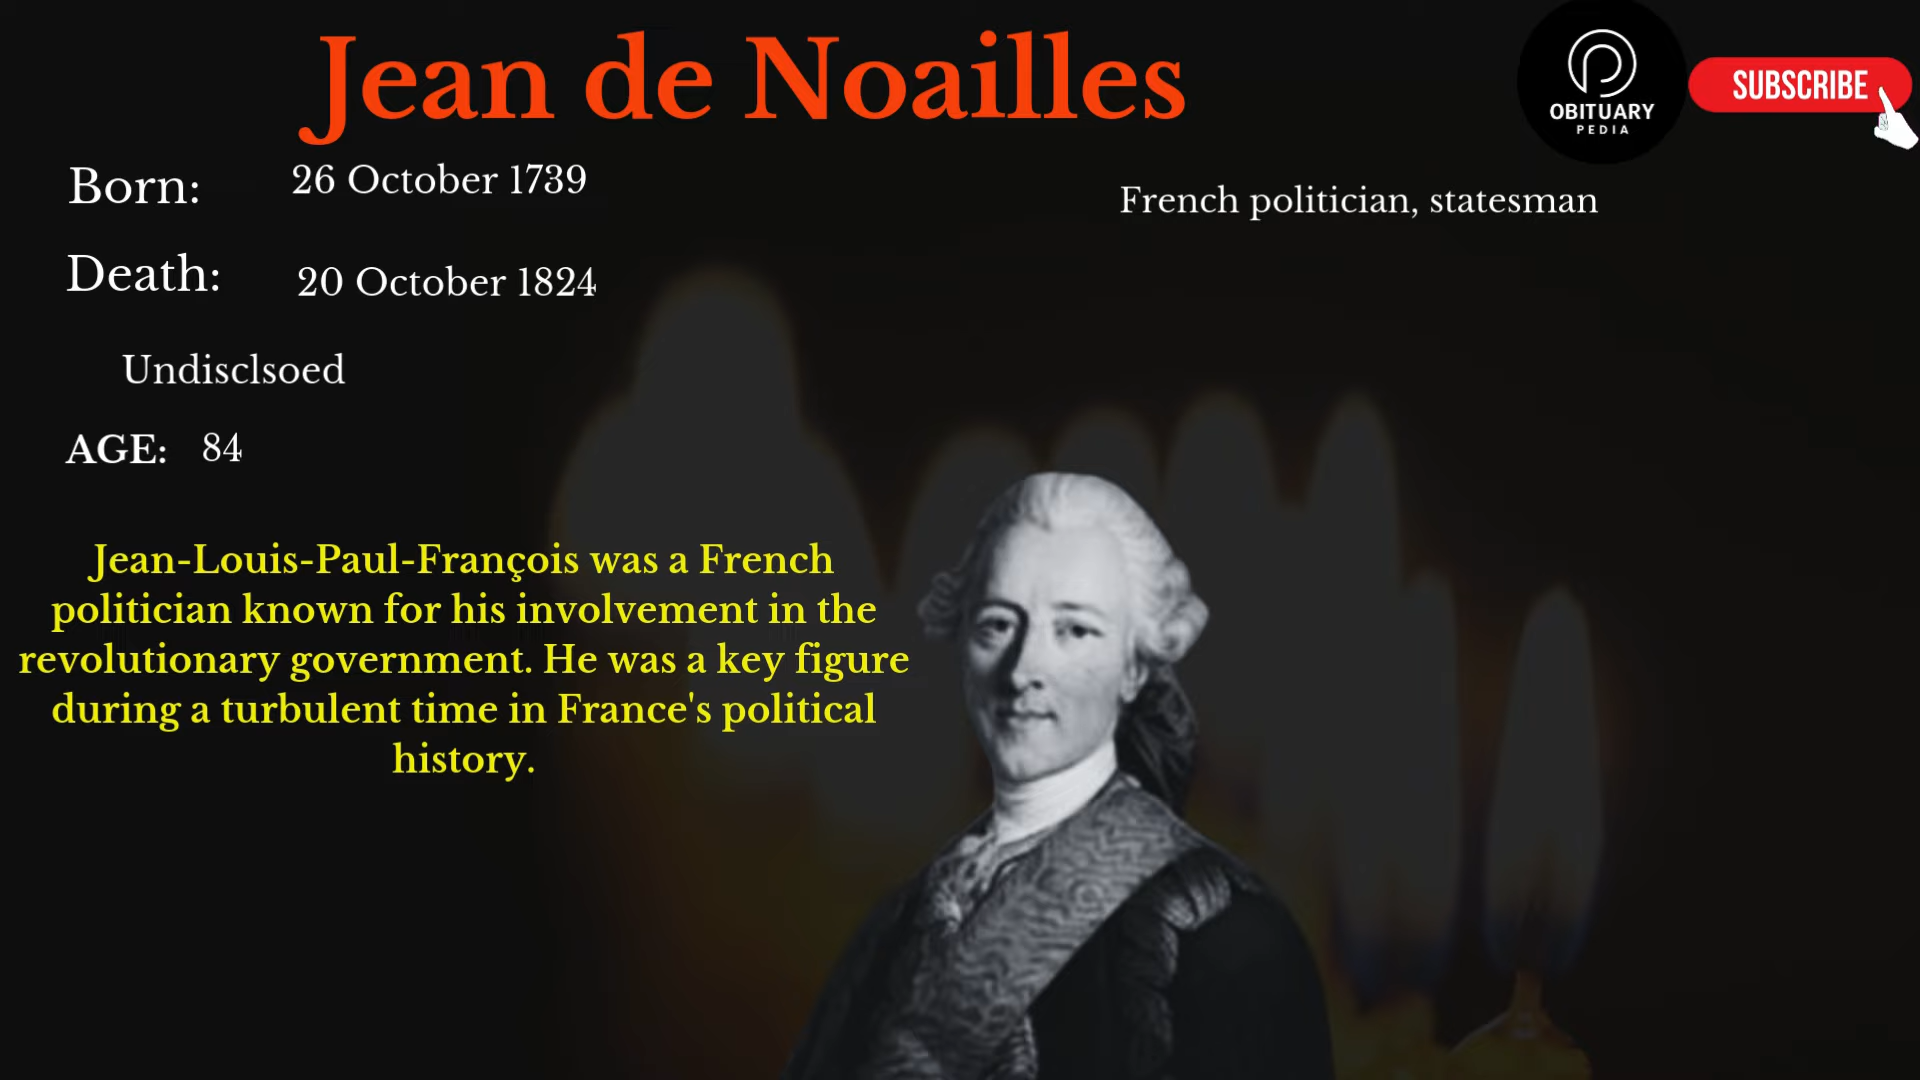 Jean de Noailles
OBITUARY
PEDIA
SUBSCRIBE
Born: 26 October 1739
French politician, statesman
Death: 20 October 1824
Undisclsoed
AGE: 84
Jean-Louis-Paul-François was a French
politician known for his involvement in the
revolutionary government. He was a key figure
during a turbulent time in France's political
history.